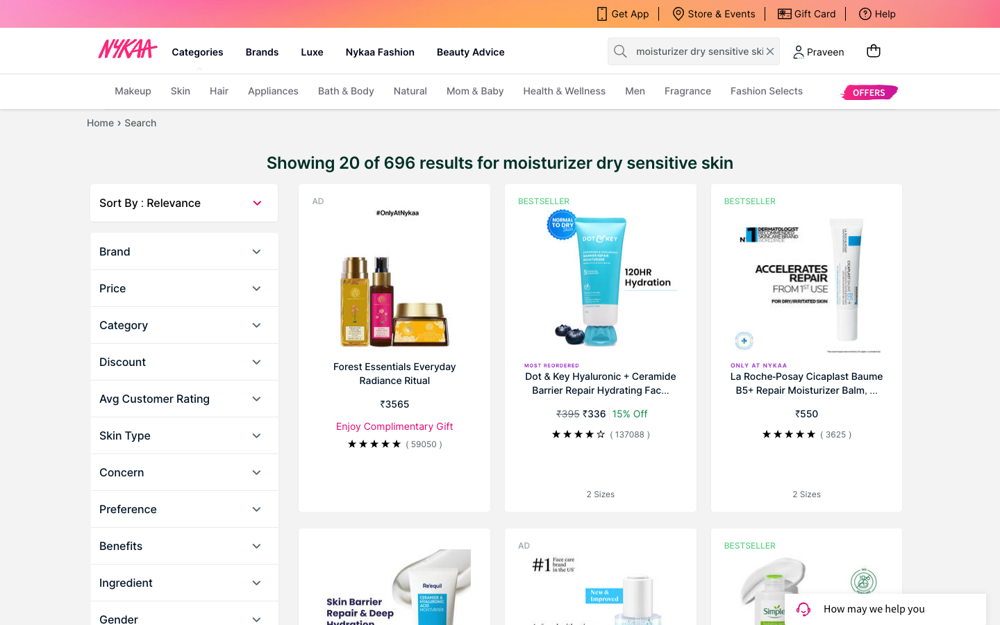 Get App
Store & Events
Gift Card
Help
NYKAA
Categories
Brands
Luxe
Nykaa Fashion
Beauty Advice
moisturizer dry sensitive ski
Praveen
Makeup
Skin
Hair
Appliances
Bath & Body
Natural
Mom & Baby
Health & Wellness
Men
Fragrance
Fashion Selects
OFFERS
Home › Search
Showing 20 of 696 results for moisturizer dry sensitive skin
Sort By : Relevance
Brand
Price
Category
Discount
Avg Customer Rating
Skin Type
Concern
Preference
Benefits
Ingredient
Gender
AD
#OnlyAtNykaa
Forest Essentials Everyday
Radiance Ritual
₹3565
Enjoy Complimentary Gift
( 59050 )
BESTSELLER
NORMAL
TO DRY
Skin
DOT & KEY
BARRIER REPAIR
MOISTURIZER
120HR
Hydration
MOST REORDERED
Dot & Key Hyaluronic + Ceramide
Barrier Repair Hydrating Fac...
₹395 ₹336 15% Off
( 137088 )
2 Sizes
BESTSELLER
N°1 DERMATOLOGIST
RECOMMENDED
SKINCARE BRAND
WORLDWIDE
ACCELERATES
REPAIR
FROM 1ST USE
FOR DRY/IRRITATED SKIN
ONLY AT NYKAA
La Roche-Posay Cicaplast Baume
B5+ Repair Moisturizer Balm, ...
₹550
( 3625 )
2 Sizes
Skin Barrier
Repair & Deep
Hydration
Re'equil
CERAMIDE &
HYALURONIC
ACID
MOISTURISER
AD
#1 Face care
brand
in the US*
New &
Improved
BESTSELLER
Simple
How may we help you